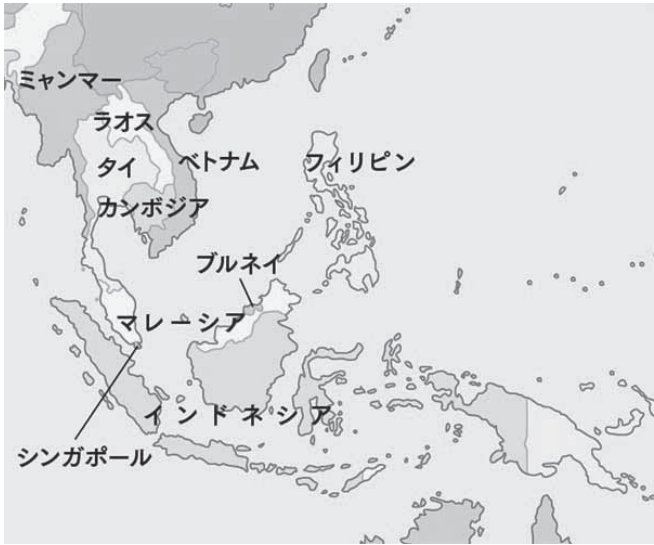 ミャンマー
ラオス
タイ
ベトナム
フィリピン
カンボジア
ブルネイ
マレーシア
インドネシア
シンガポール